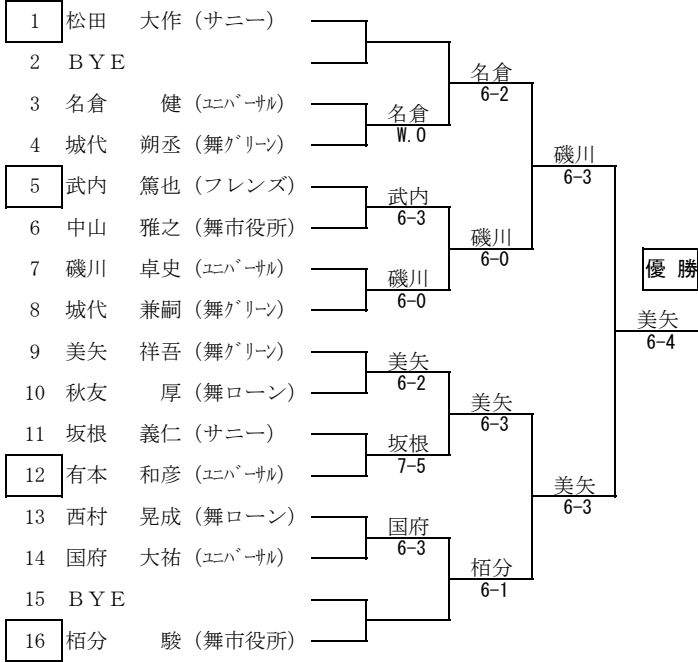 1 松田 大作 (サニー)
2 ＢＹＥ
3 名倉 健 (ユニバーサル)
4 城代 朔丞 (舞グリーン)
5 武内 篤也 (フレンズ)
6 中山 雅之 (舞市役所)
7 磯川 卓史 (ユニバーサル)
8 城代 兼嗣 (舞グリーン)
9 美矢 祥吾 (舞グリーン)
10 秋友 厚 (舞ローン)
11 坂根 義仁 (サニー)
12 有本 和彦 (ユニバーサル)
13 西村 晃成 (舞ローン)
14 国府 大祐 (ユニバーサル)
15 ＢＹＥ
16 栢分 駿 (舞市役所)
名倉
W.O
武内
6-3
磯川
6-0
美矢
6-2
坂根
7-5
国府
6-3
名倉
6-2
磯川
6-0
美矢
6-3
栢分
6-1
磯川
6-3
美矢
6-3
優 勝
美矢
6-4